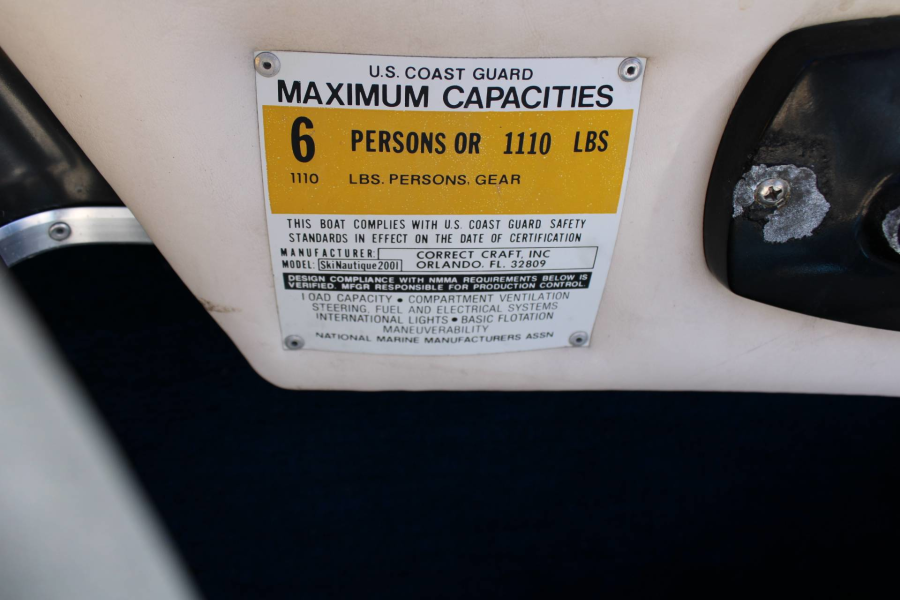 U.S. COAST GUARD
MAXIMUM CAPACITIES
6 PERSONS OR 1110 LBS
1110 LBS. PERSONS, GEAR
THIS BOAT COMPLIES WITH U.S. COAST GUARD SAFETY
STANDARDS IN EFFECT ON THE DATE OF CERTIFICATION
MANUFACTURER: CORRECT CRAFT, INC
MODEL: SkiNautique2001 ORLANDO, FL. 32809
DESIGN COMPLIANCE WITH NMMA REQUIREMENTS BELOW IS
VERIFIED. MFGR RESPONSIBLE FOR PRODUCTION CONTROL.
LOAD CAPACITY • COMPARTMENT VENTILATION
STEERING, FUEL AND ELECTRICAL SYSTEMS
INTERNATIONAL LIGHTS • BASIC FLOTATION
MANEUVERABILITY
NATIONAL MARINE MANUFACTURERS ASSN